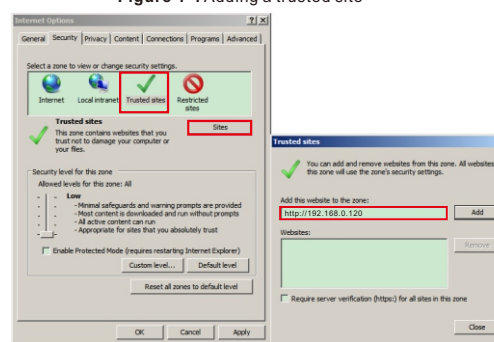 Figure 1-1 Adding a trusted site
Internet Options
General Security Privacy Content Connections Programs Advanced
Select a zone to view or change security settings.
Internet Local intranet Trusted sites Restricted sites
Trusted sites
Sites
This zone contains websites that you
trust not to damage your computer or
your files.
Security level for this zone
Allowed levels for this zone: All
Low
- Minimal safeguards and warning prompts are provided
- Most content is downloaded and run without prompts
- All active content can run
- Appropriate for sites that you absolutely trust
Enable Protected Mode (requires restarting Internet Explorer)
Custom level... Default level
Reset all zones to default level
OK Cancel Apply
Trusted sites
You can add and remove websites from this zone. All websites
this zone will use the zone's security settings.
Add this website to the zone:
http://192.168.0.120 Add
Websites:
Remove
Require server verification (https:) for all sites in this zone
Close